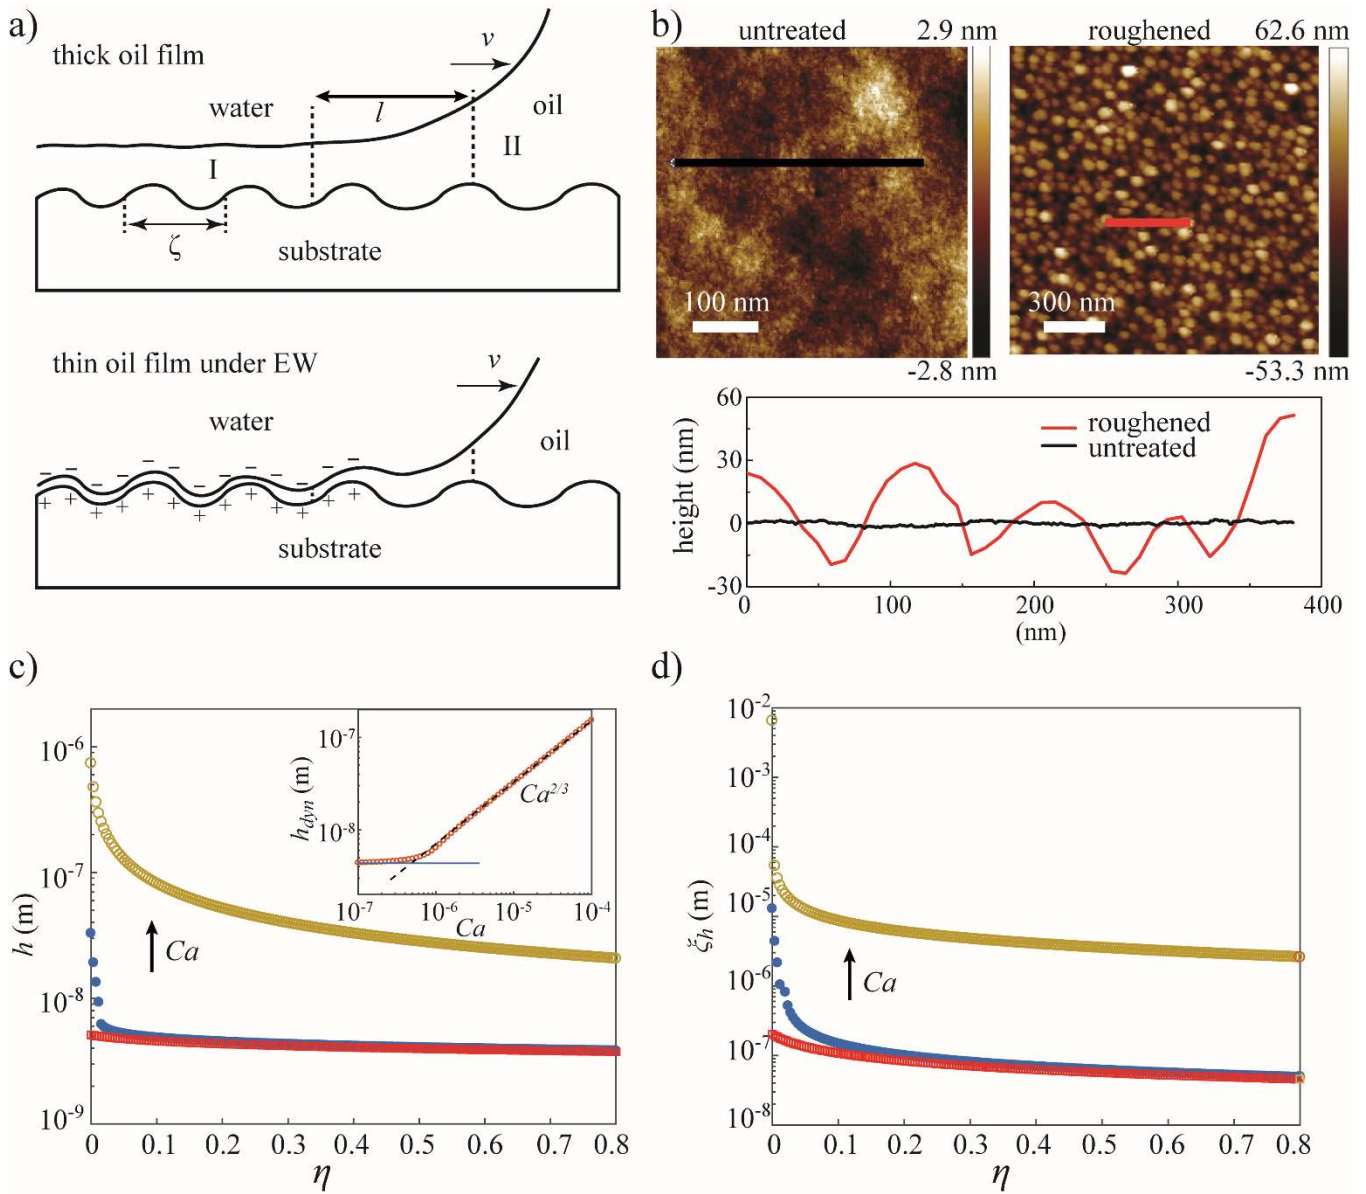 a)
thick oil film
v
water
l
oil
I
II
ζ
substrate
thin oil film under EW
v
water
oil
− − − − − − − − −
+ + + + + + + + + +
substrate
b)
untreated
2.9 nm
100 nm
-2.8 nm
roughened
62.6 nm
300 nm
-53.3 nm
60
30
0
-30
height (nm)
roughened
untreated
0 100 200 300 400
(nm)
c)
10^-6
10^-7
10^-8
10^-9
h (m)
Ca
0 0.1 0.2 0.3 0.4 0.5 0.6 0.7 0.8
η
10^-7
10^-8
h_dyn (m)
Ca^2/3
10^-7 10^-6 10^-5 10^-4
Ca
d)
10^-2
10^-3
10^-4
10^-5
10^-6
10^-7
10^-8
ξ_h (m)
Ca
0 0.1 0.2 0.3 0.4 0.5 0.6 0.7 0.8
η